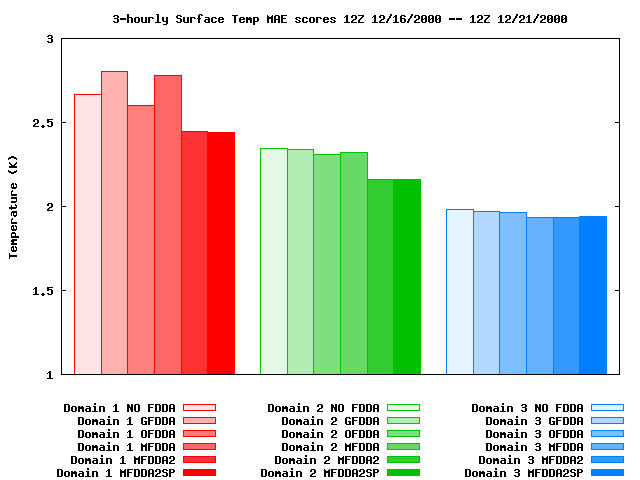 3-hourly Surface Temp MAE scores 12Z 12/16/2000 -- 12Z 12/21/2000
3
2.5
2
1.5
1
Temperature (K)
Domain 1 NO FDDA Domain 2 NO FDDA Domain 3 NO FDDA
Domain 1 GFDDA Domain 2 GFDDA Domain 3 GFDDA
Domain 1 OFDDA Domain 2 OFDDA Domain 3 OFDDA
Domain 1 MFDDA Domain 2 MFDDA Domain 3 MFDDA
Domain 1 MFDDA2 Domain 2 MFDDA2 Domain 3 MFDDA2
Domain 1 MFDDA2SP Domain 2 MFDDA2SP Domain 3 MFDDA2SP